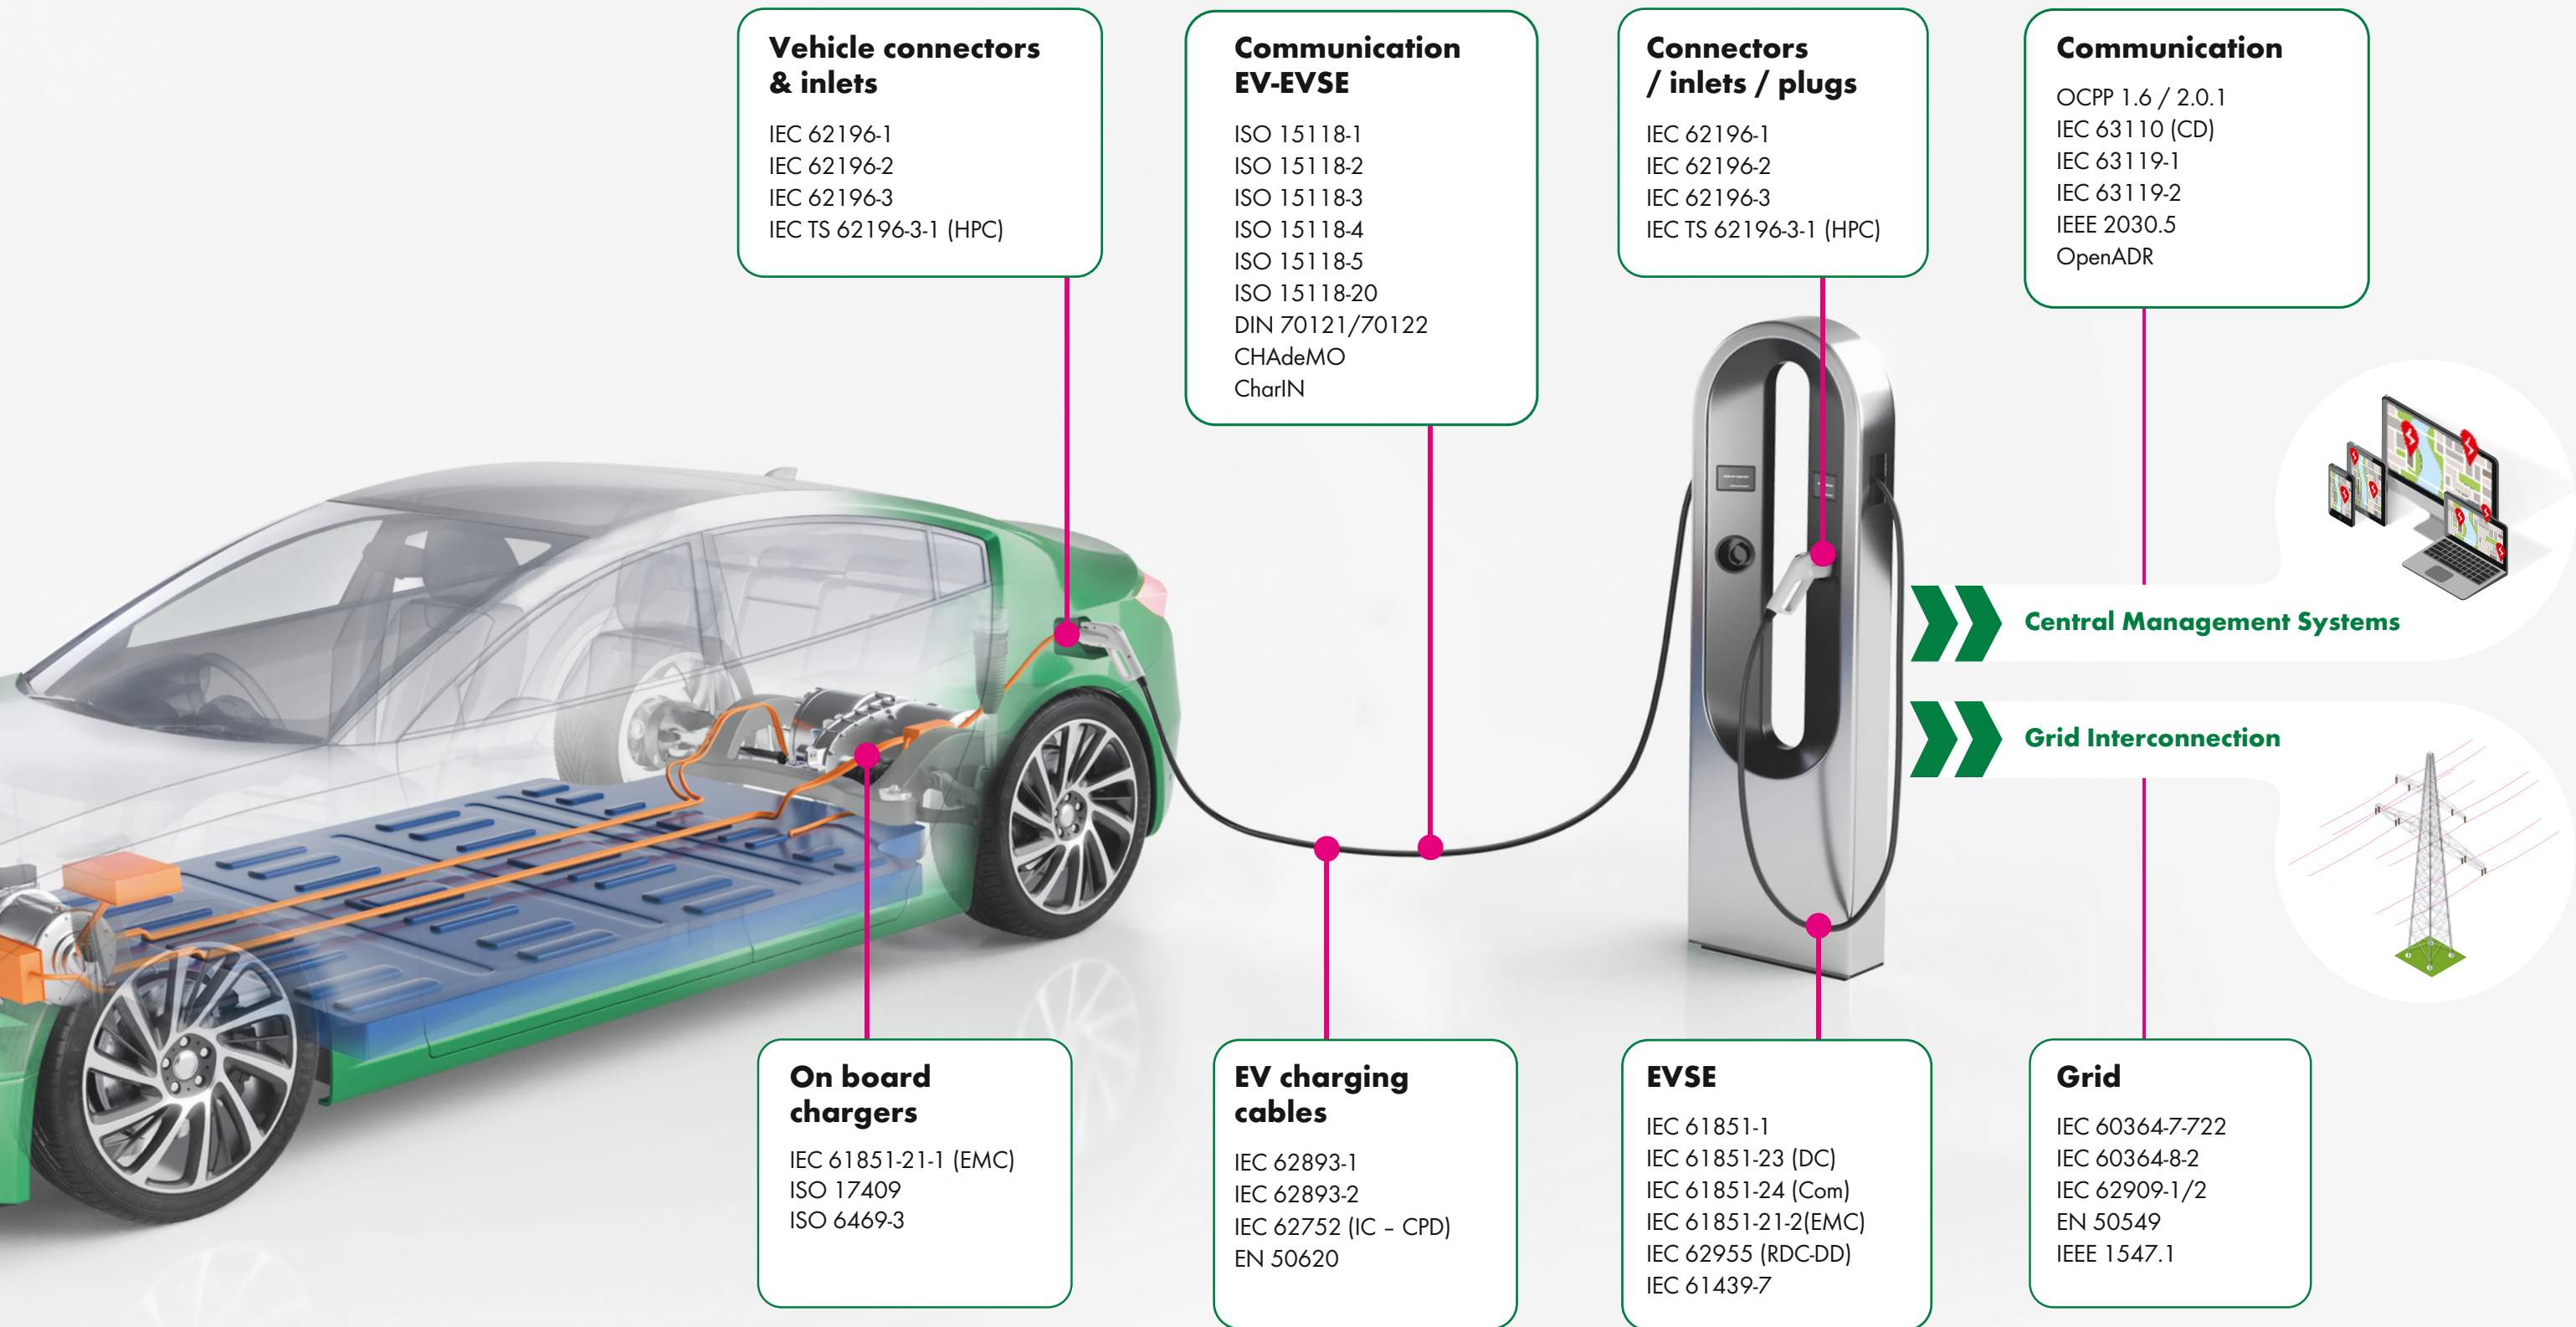 Vehicle connectors
& inlets
IEC 62196-1
IEC 62196-2
IEC 62196-3
IEC TS 62196-3-1 (HPC)
Communication
EV-EVSE
ISO 15118-1
ISO 15118-2
ISO 15118-3
ISO 15118-4
ISO 15118-5
ISO 15118-20
DIN 70121/70122
CHAdeMO
CharIN
Connectors
/ inlets / plugs
IEC 62196-1
IEC 62196-2
IEC 62196-3
IEC TS 62196-3-1 (HPC)
Communication
OCPP 1.6 / 2.0.1
IEC 63110 (CD)
IEC 63119-1
IEC 63119-2
IEEE 2030.5
OpenADR
Central Management Systems
Grid Interconnection
On board
chargers
IEC 61851-21-1 (EMC)
ISO 17409
ISO 6469-3
EV charging
cables
IEC 62893-1
IEC 62893-2
IEC 62752 (IC – CPD)
EN 50620
EVSE
IEC 61851-1
IEC 61851-23 (DC)
IEC 61851-24 (Com)
IEC 61851-21-2(EMC)
IEC 62955 (RDC-DD)
IEC 61439-7
Grid
IEC 60364-7-722
IEC 60364-8-2
IEC 62909-1/2
EN 50549
IEEE 1547.1